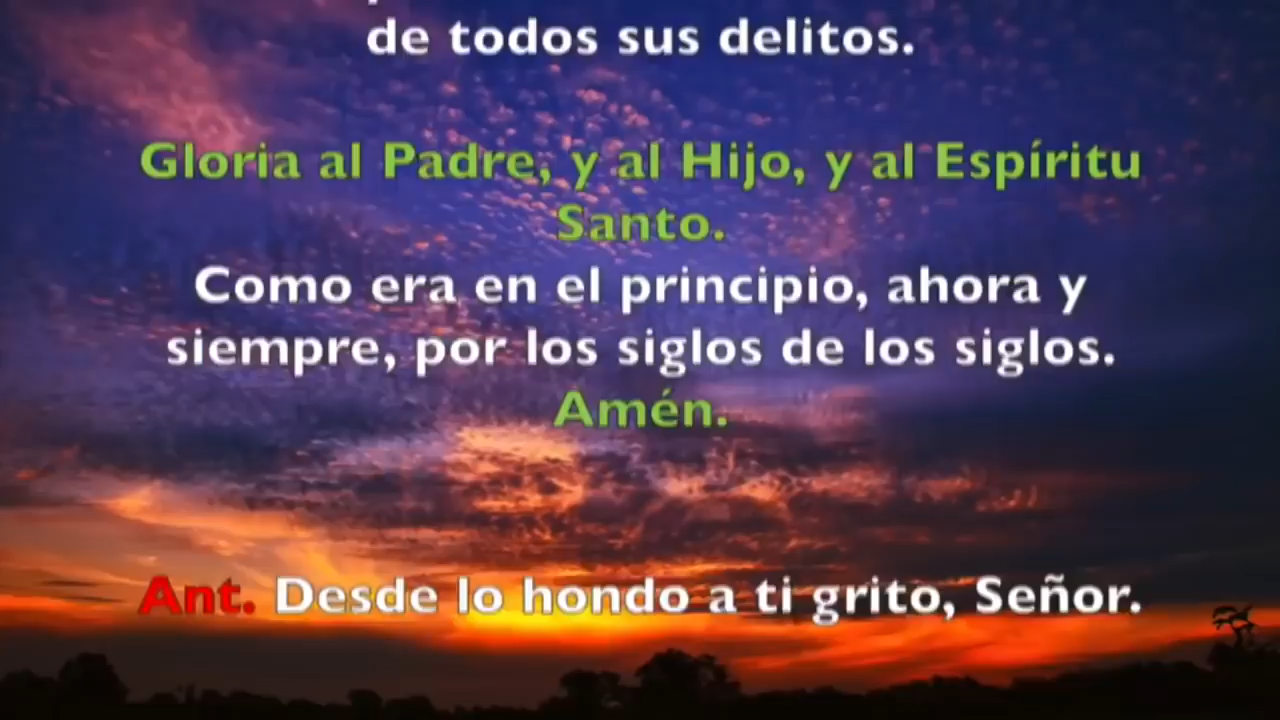 de todos sus delitos.
Gloria al Padre, y al Hijo, y al Espíritu
Santo.
Como era en el principio, ahora y
siempre, por los siglos de los siglos.
Amén.
Ant. Desde lo hondo a ti grito, Señor.